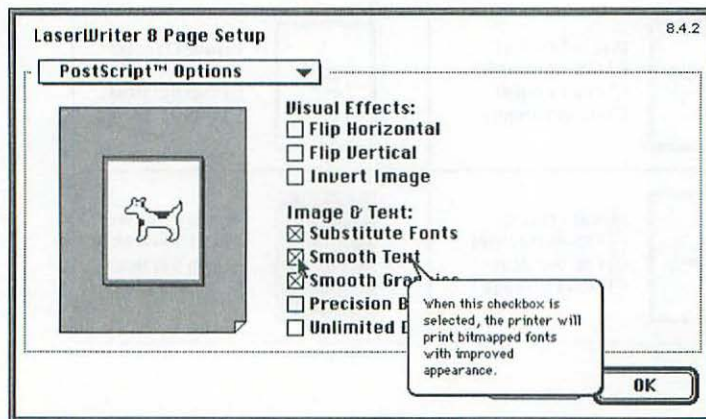 LaserWriter 8 Page Setup
8.4.2
PostScript™ Options
Visual Effects:
Flip Horizontal
Flip Vertical
Invert Image
Image & Text:
Substitute Fonts
Smooth Text
Smooth
Precision
Unlimited
When this checkbox is
selected, the printer will
print bitmapped fonts
with improved
appearance.
OK